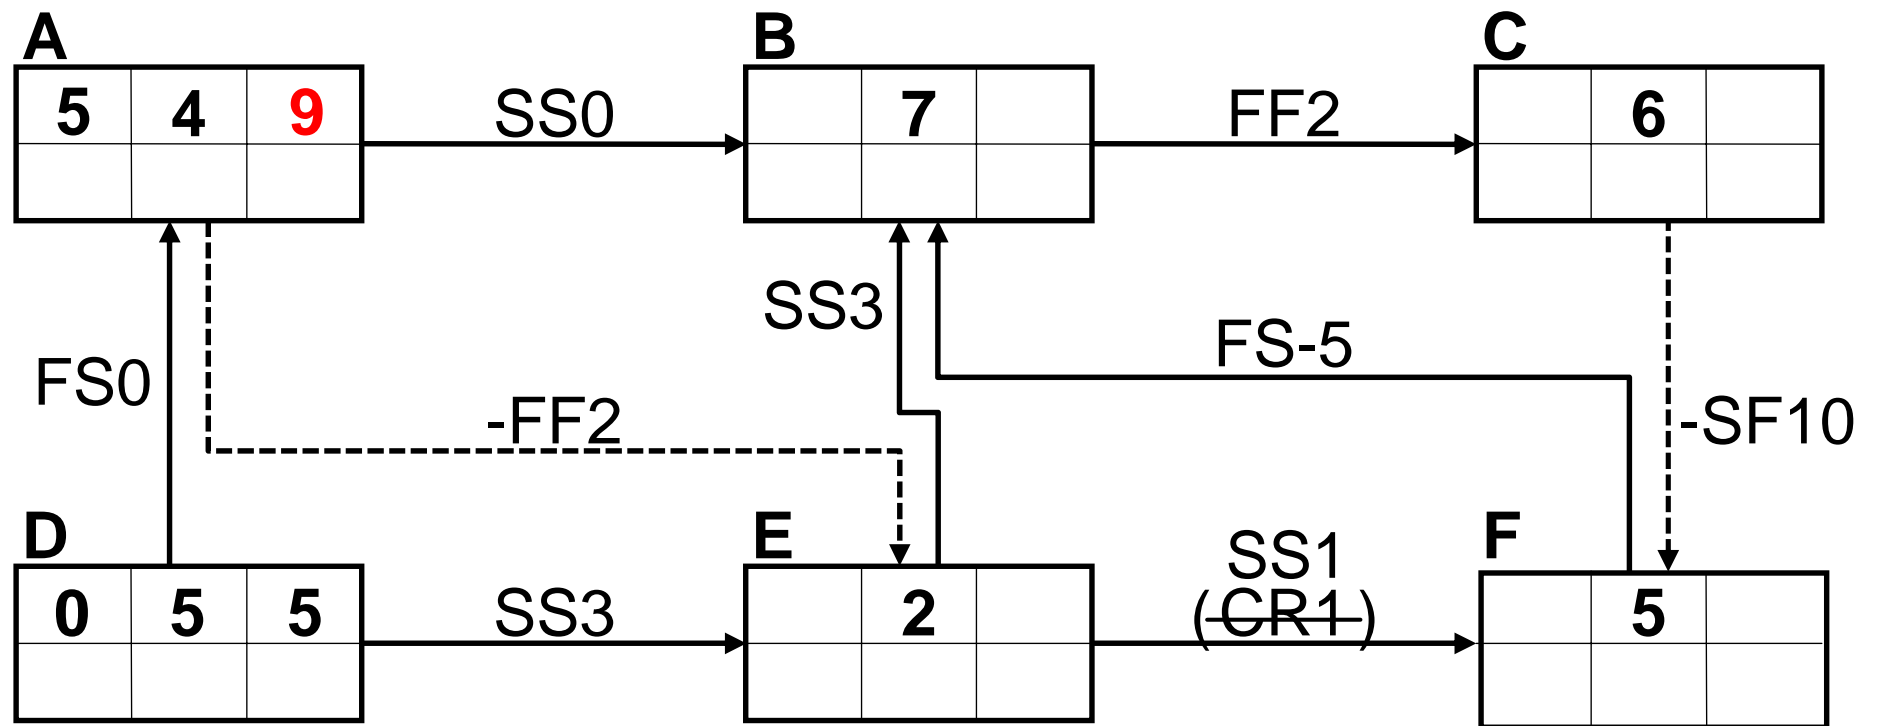 A B C
5 4 9 SS0 7 FF2 6
SS3
FS-5
FS0
-FF2
-SF10
D E F
SS1
0 5 5 SS3 2 (CR1) 5